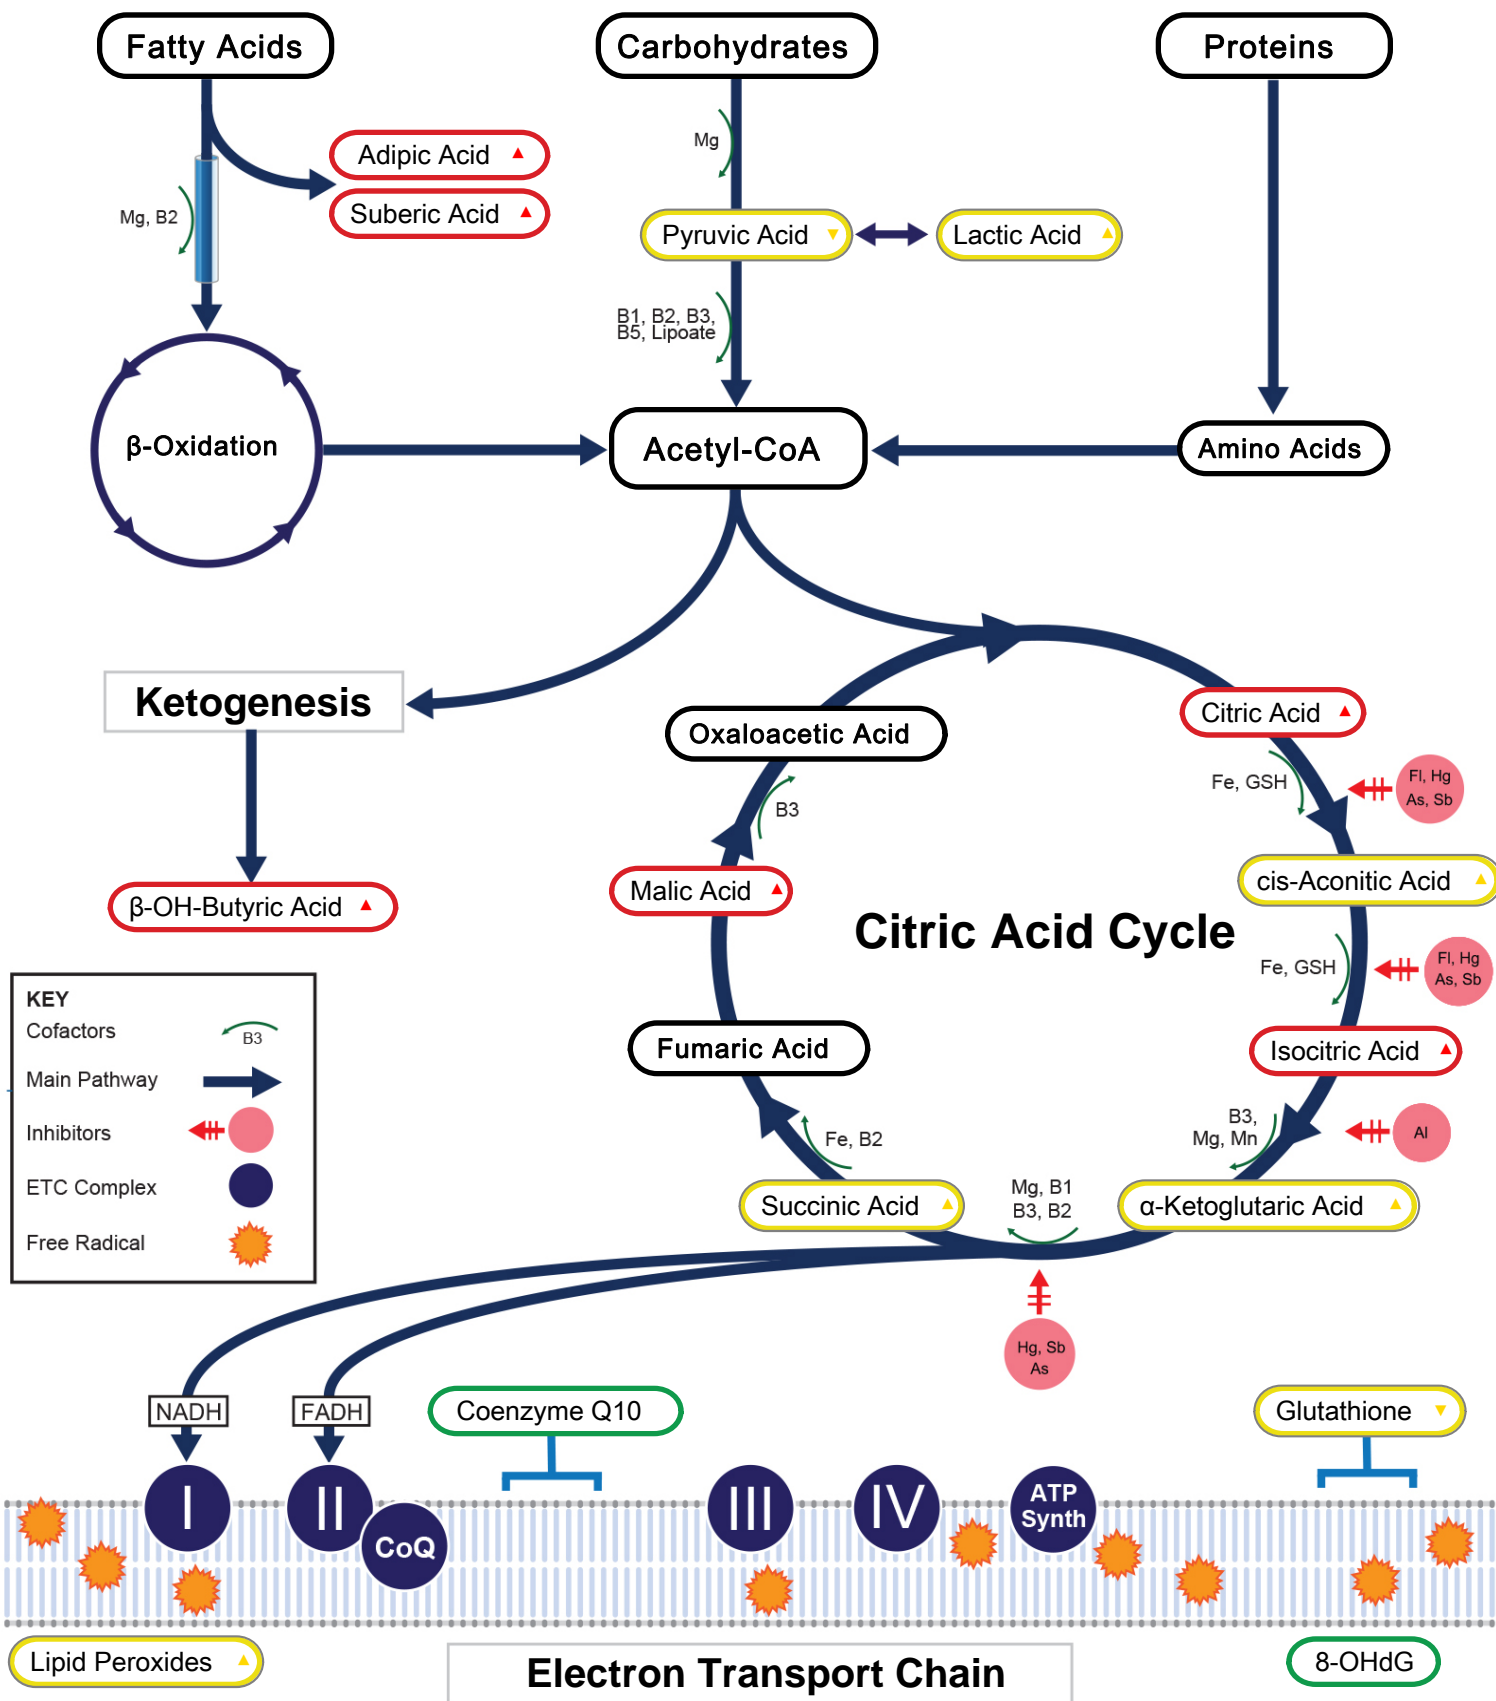 Fatty Acids
Carbohydrates
Proteins
Adipic Acid
Suberic Acid
Mg
Mg, B2
Pyruvic Acid
Lactic Acid
B1, B2, B3,
B5, Lipoate
β-Oxidation
Acetyl-CoA
Amino Acids
Ketogenesis
Oxaloacetic Acid
Citric Acid
Fe, GSH
Fl, Hg
As, Sb
B3
Malic Acid
cis-Aconitic Acid
β-OH-Butyric Acid
Citric Acid Cycle
Fe, GSH
Fl, Hg
As, Sb
KEY
Cofactors
B3
Main Pathway
Inhibitors
ETC Complex
Free Radical
Fumaric Acid
Isocitric Acid
B3,
Mg, Mn
Al
Fe, B2
Mg, B1
B3, B2
Succinic Acid
α-Ketoglutaric Acid
Hg, Sb
As
NADH
FADH
Coenzyme Q10
Glutathione
I
II
CoQ
III
IV
ATP
Synth
Lipid Peroxides
Electron Transport Chain
8-OHdG